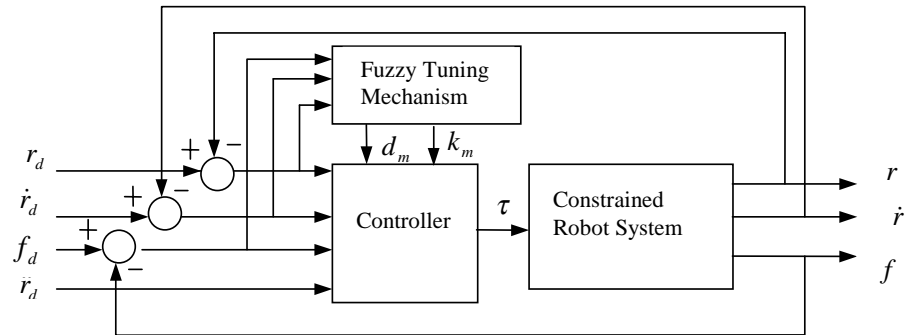 Fuzzy Tuning
Mechanism
d_m
k_m
r_d
+
−
ṙ_d
+
−
f_d
+
−
r̈_d
Controller
τ
Constrained
Robot System
r
ṙ
f